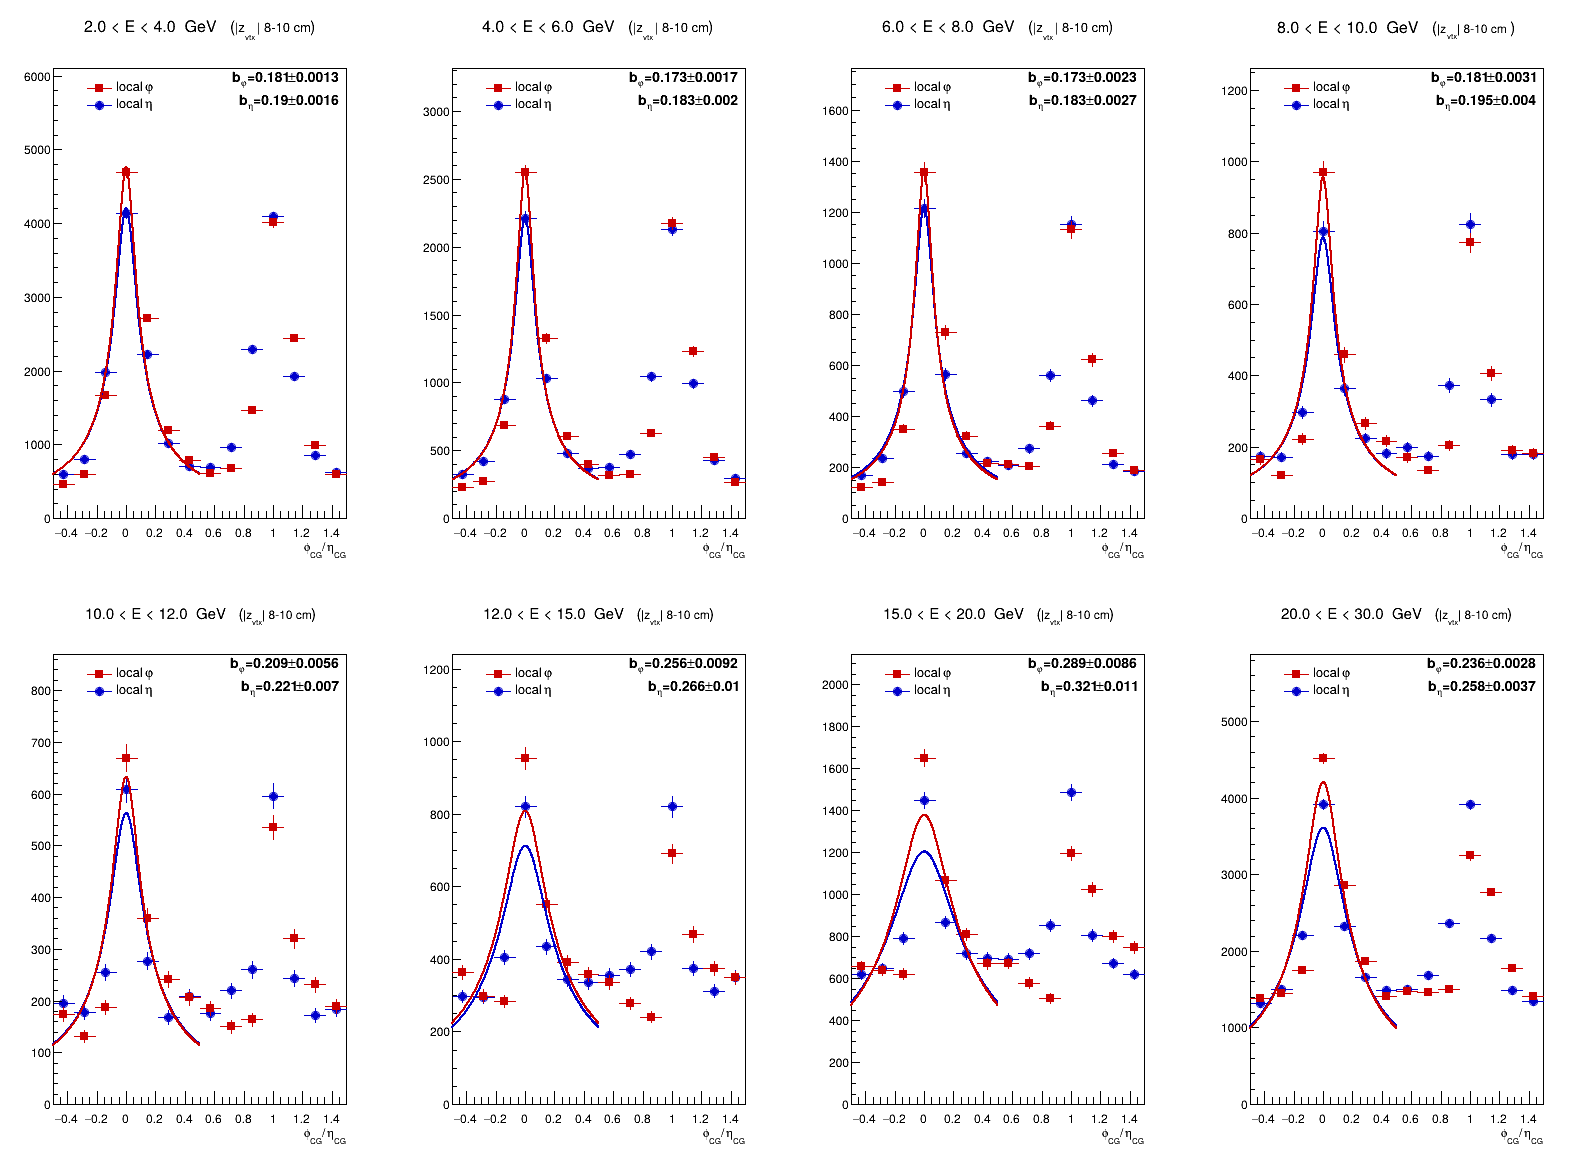 2.0 < E < 4.0 GeV (|z_vtx| 8-10 cm)
local φ
local η
b_φ=0.181±0.0013
b_η=0.19±0.0016
6000
5000
4000
3000
2000
1000
0
−0.4 −0.2 0 0.2 0.4 0.6 0.8 1 1.2 1.4
ϕ_CG/η_CG
4.0 < E < 6.0 GeV (|z_vtx| 8-10 cm)
local φ
local η
b_φ=0.173±0.0017
b_η=0.183±0.002
3000
2500
2000
1500
1000
500
0
−0.4 −0.2 0 0.2 0.4 0.6 0.8 1 1.2 1.4
ϕ_CG/η_CG
6.0 < E < 8.0 GeV (|z_vtx| 8-10 cm)
local φ
local η
b_φ=0.173±0.0023
b_η=0.183±0.0027
1600
1400
1200
1000
800
600
400
200
0
−0.4 −0.2 0 0.2 0.4 0.6 0.8 1 1.2 1.4
ϕ_CG/η_CG
8.0 < E < 10.0 GeV (|z_vtx| 8-10 cm )
local φ
local η
b_φ=0.181±0.0031
b_η=0.195±0.004
1200
1000
800
600
400
200
0
−0.4 −0.2 0 0.2 0.4 0.6 0.8 1 1.2 1.4
ϕ_CG/η_CG
10.0 < E < 12.0 GeV (|z_vtx| 8-10 cm)
local φ
local η
b_φ=0.209±0.0056
b_η=0.221±0.007
800
700
600
500
400
300
200
100
0
−0.4 −0.2 0 0.2 0.4 0.6 0.8 1 1.2 1.4
ϕ_CG/η_CG
12.0 < E < 15.0 GeV (|z_vtx| 8-10 cm)
local φ
local η
b_φ=0.256±0.0092
b_η=0.266±0.01
1200
1000
800
600
400
200
0
−0.4 −0.2 0 0.2 0.4 0.6 0.8 1 1.2 1.4
ϕ_CG/η_CG
15.0 < E < 20.0 GeV (|z_vtx| 8-10 cm)
local φ
local η
b_φ=0.289±0.0086
b_η=0.321±0.011
2000
1800
1600
1400
1200
1000
800
600
400
200
0
−0.4 −0.2 0 0.2 0.4 0.6 0.8 1 1.2 1.4
ϕ_CG/η_CG
20.0 < E < 30.0 GeV (|z_vtx| 8-10 cm)
local φ
local η
b_φ=0.236±0.0028
b_η=0.258±0.0037
5000
4000
3000
2000
1000
0
−0.4 −0.2 0 0.2 0.4 0.6 0.8 1 1.2 1.4
ϕ_CG/η_CG